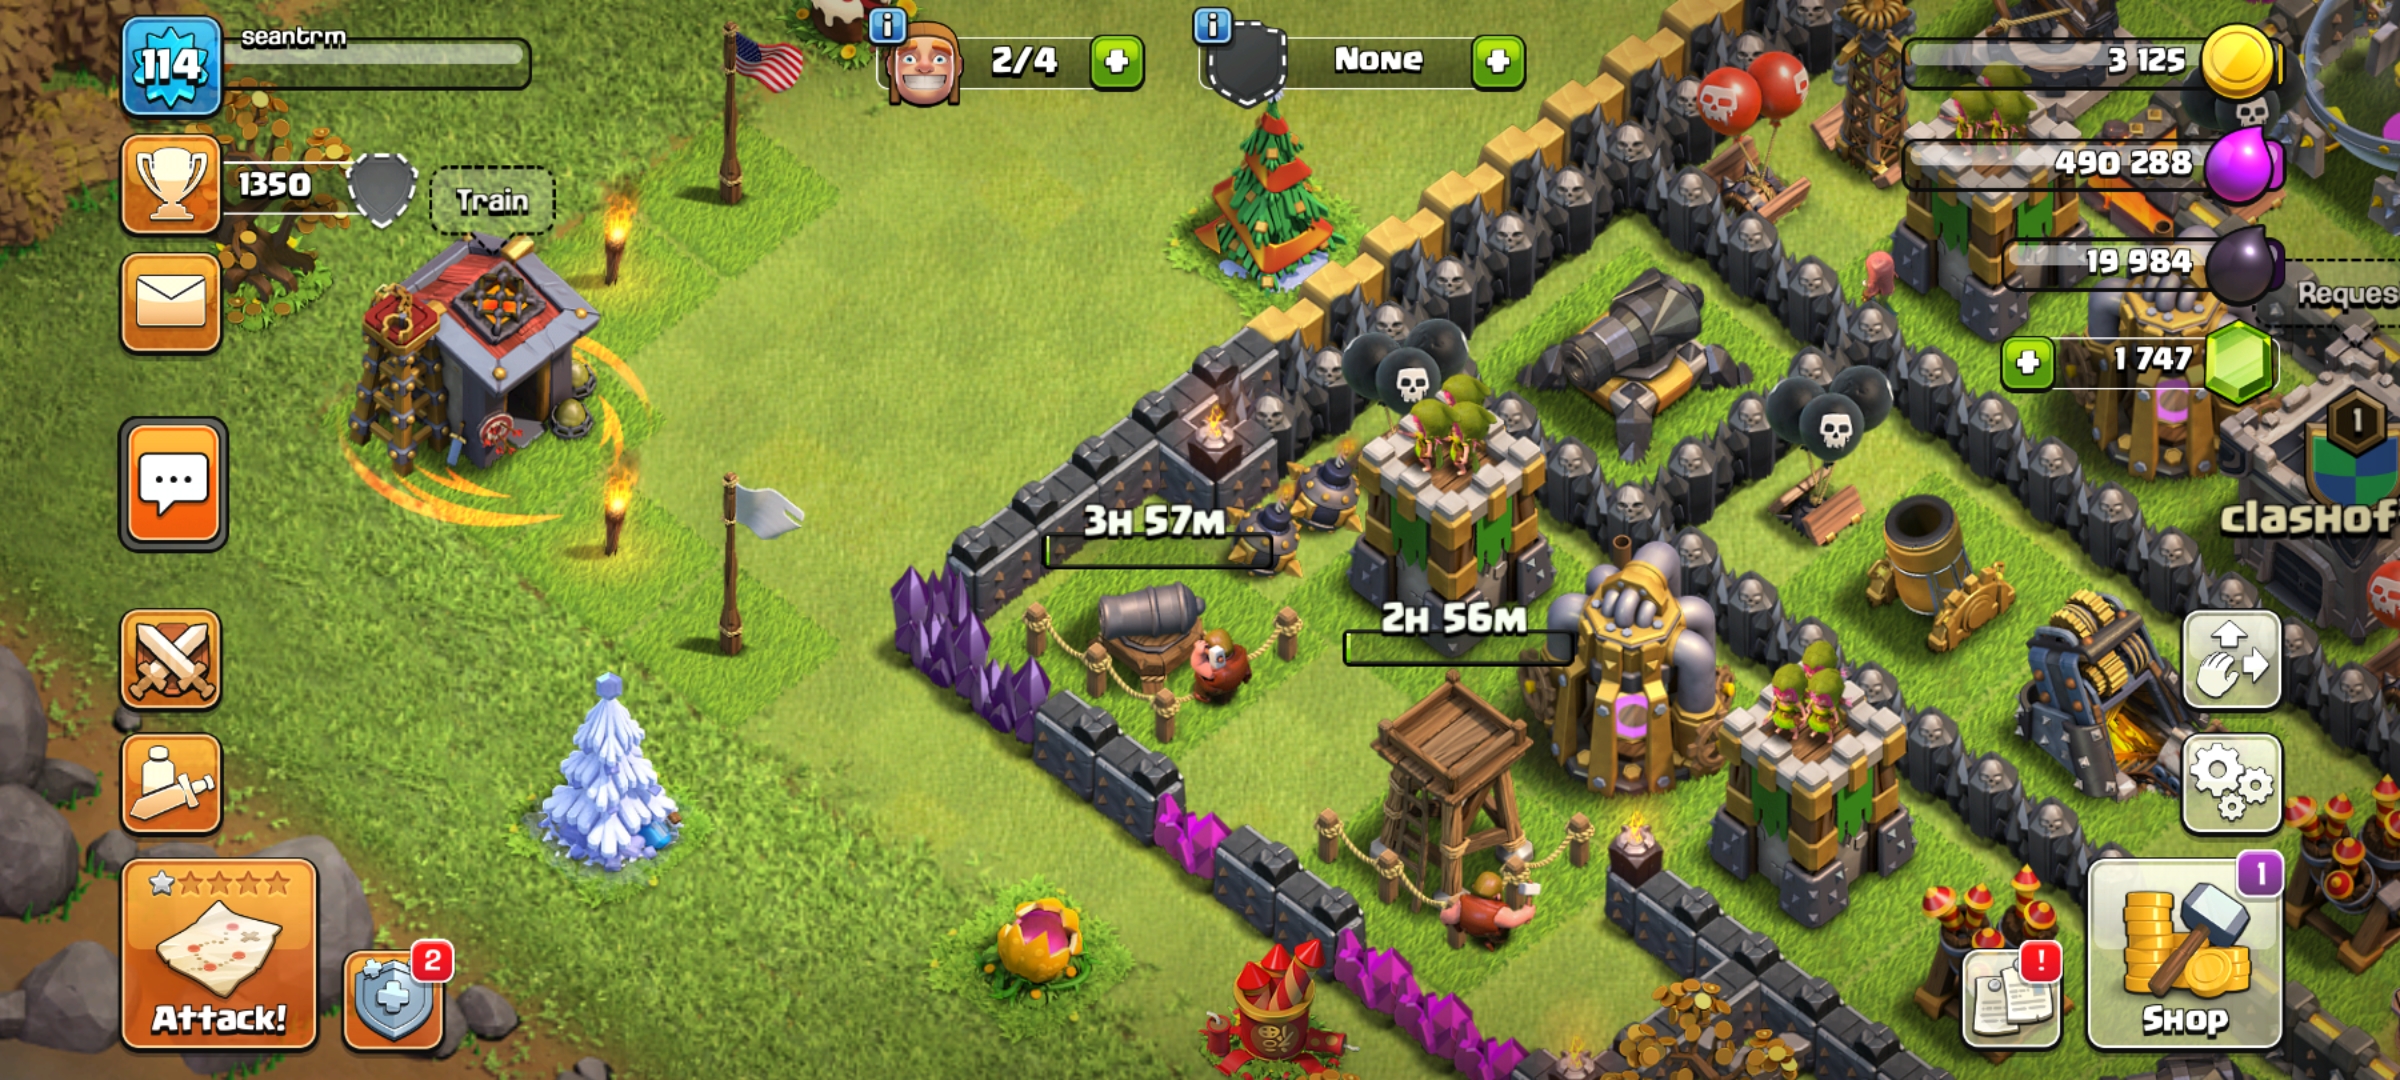 114
seantrm
2/4
None
3 125
1350
Train
490 288
19 984
Reques
1 747
1
clashof
3H 57M
2H 56M
Attack!
2
!
1
Shop